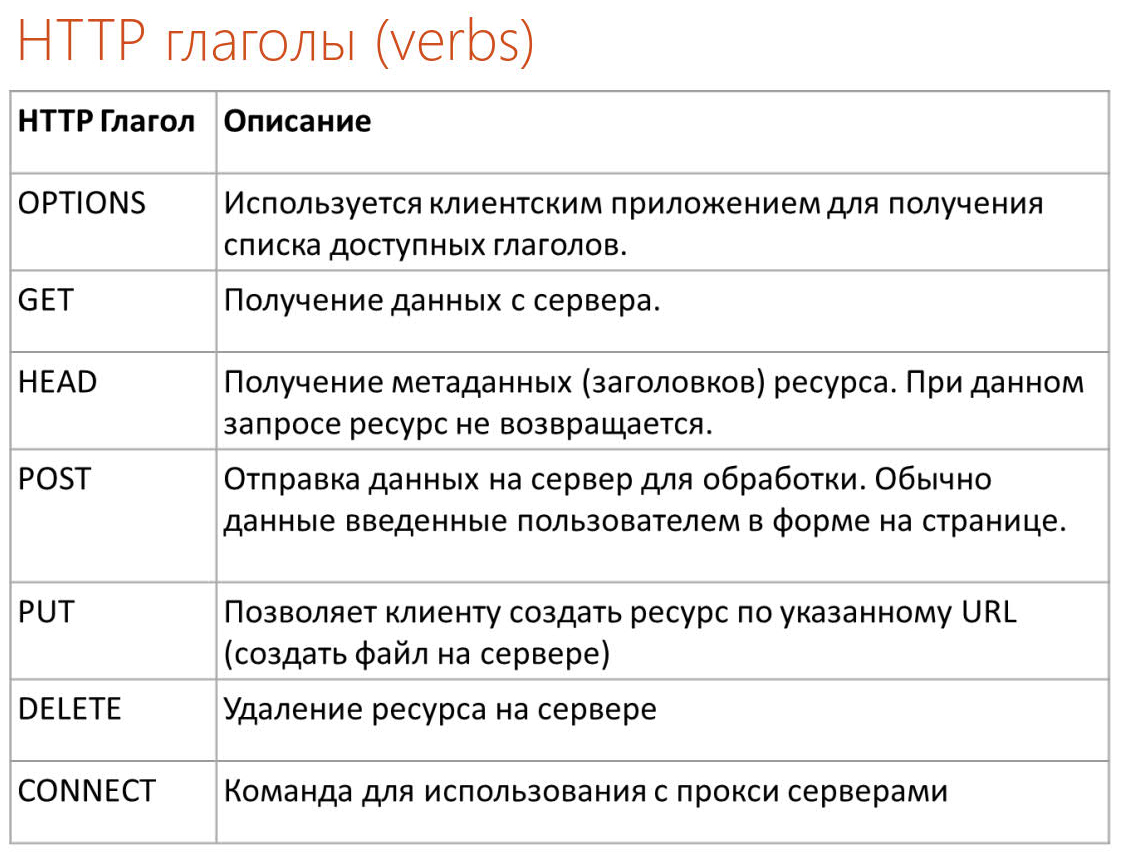 HTTP глаголы (verbs)
HTTP Глагол
Описание
OPTIONS
Используется клиентским приложением для получения
списка доступных глаголов.
GET
Получение данных с сервера.
HEAD
Получение метаданных (заголовков) ресурса. При данном
запросе ресурс не возвращается.
POST
Отправка данных на сервер для обработки. Обычно
данные введенные пользователем в форме на странице.
PUT
Позволяет клиенту создать ресурс по указанному URL
(создать файл на сервере)
DELETE
Удаление ресурса на сервере
CONNECT
Команда для использования с прокси серверами